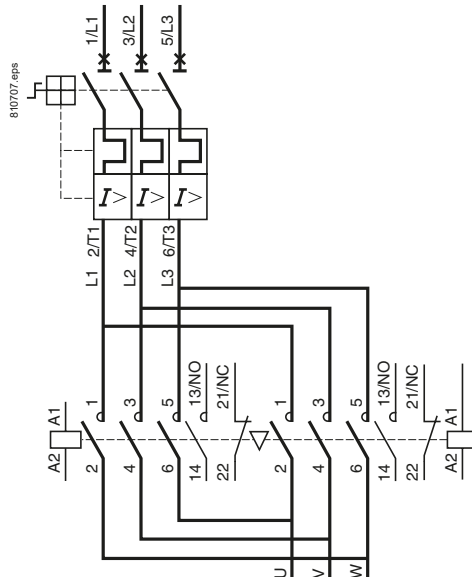 810707.eps
1/L1 3/L2 5/L3
I> I> I>
2/T1 4/T2 6/T3
L1 L2 L3
A1 1 3 5 13/NO 21/NC 1 3 5 13/NO 21/NC A1
A2 2 4 6 14 22 2 4 6 14 22 A2
U V W